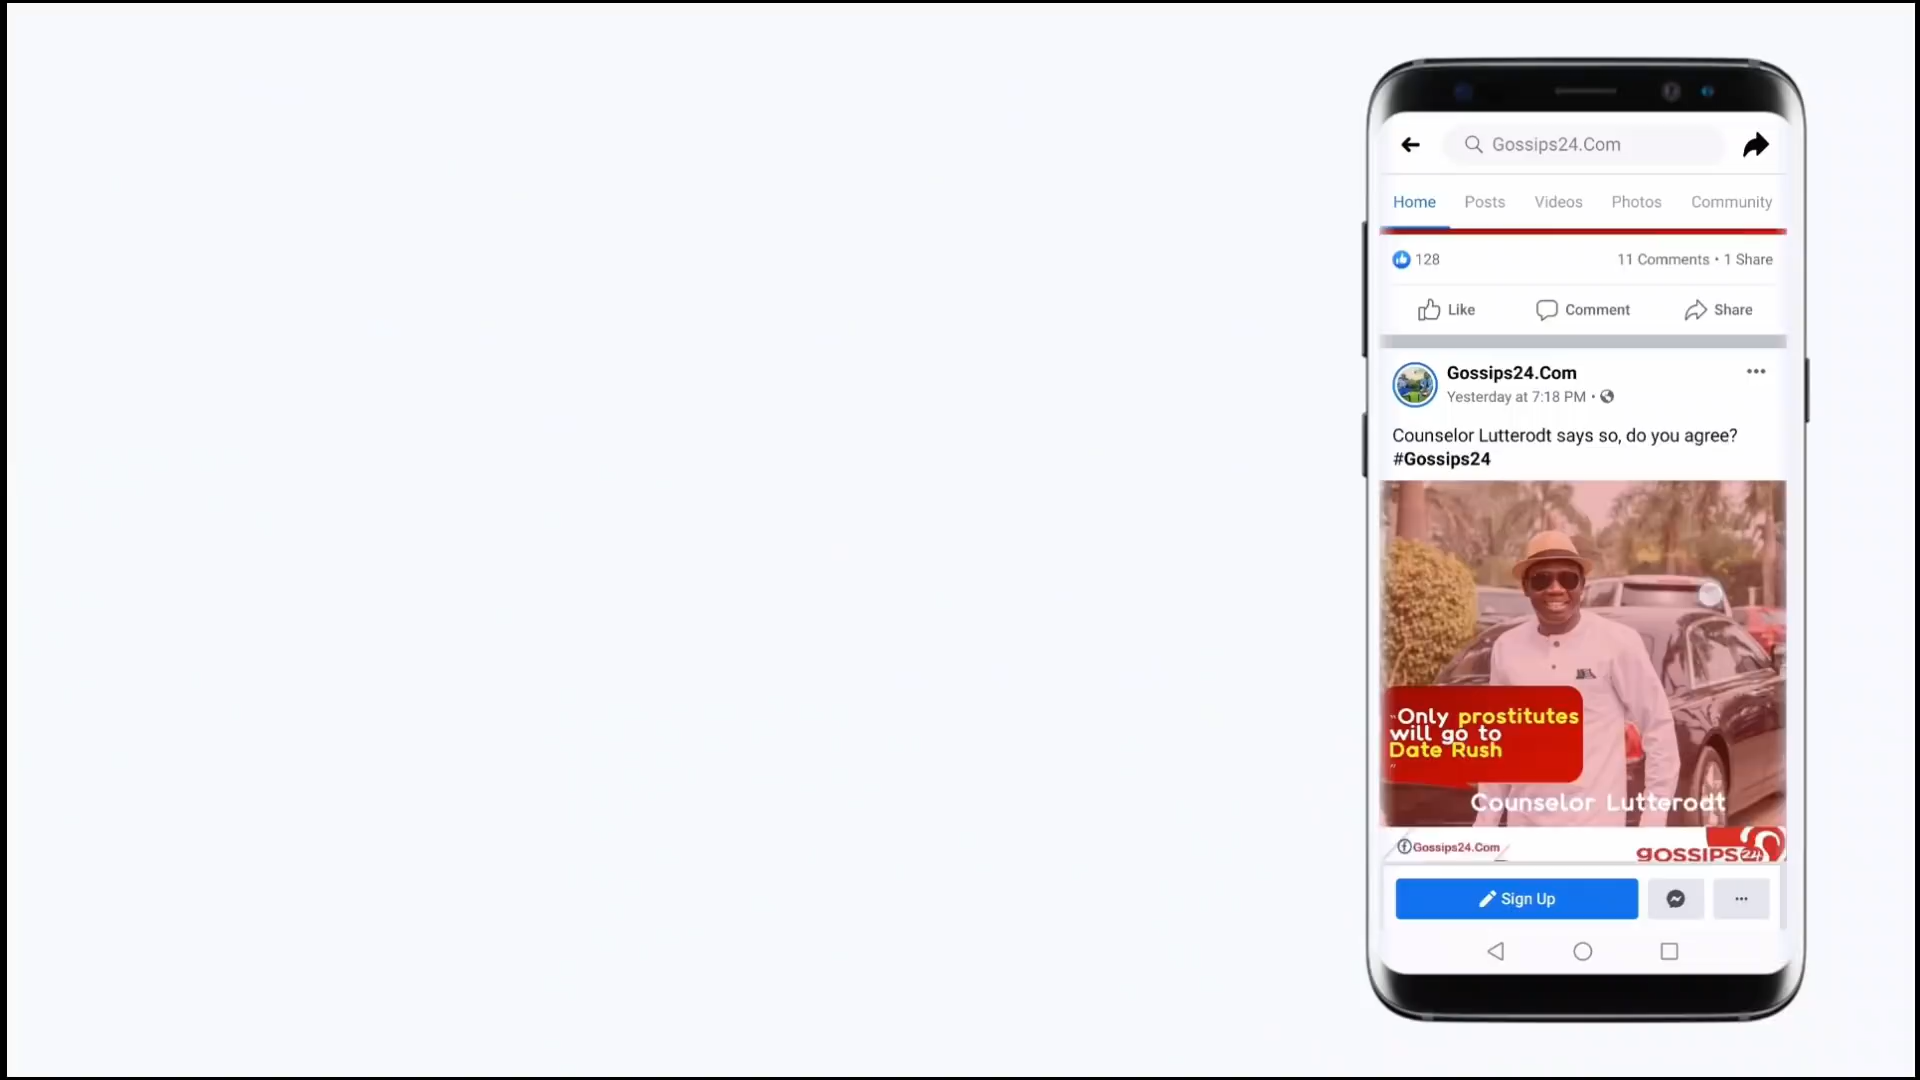 Gossips24.Com
Home Posts Videos Photos Community
128 11 Comments • 1 Share
Like Comment Share
Gossips24.Com
Yesterday at 7:18 PM •
Counselor Lutterodt says so, do you agree?
#Gossips24
"Only prostitutes
will go to
Date Rush
"
Counselor Lutterodt
Gossips24.Com
GOSSIPS24
Sign Up